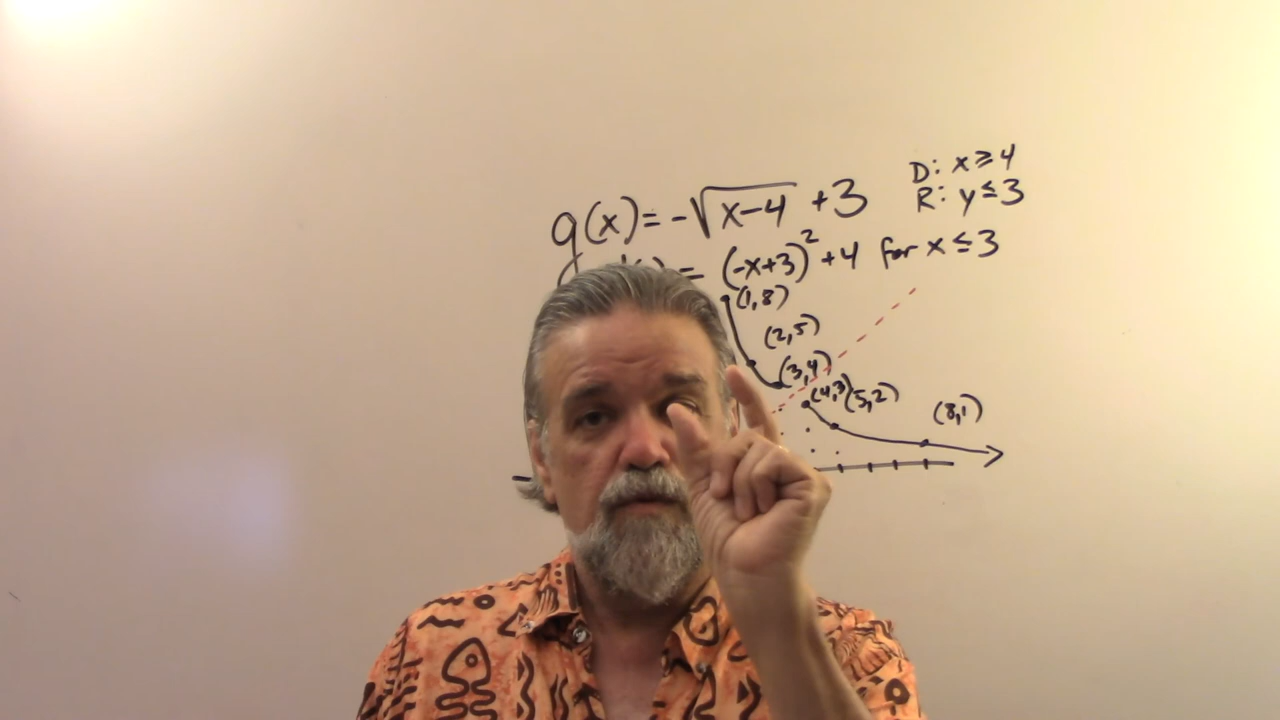 g(x) = -√(x-4) + 3
D: x ≥ 4
R: y ≤ 3
= (-x+3)² + 4 for x ≤ 3
(1,8)
(2,5)
(3,4)
(4,3) (5,2)
(8,1)